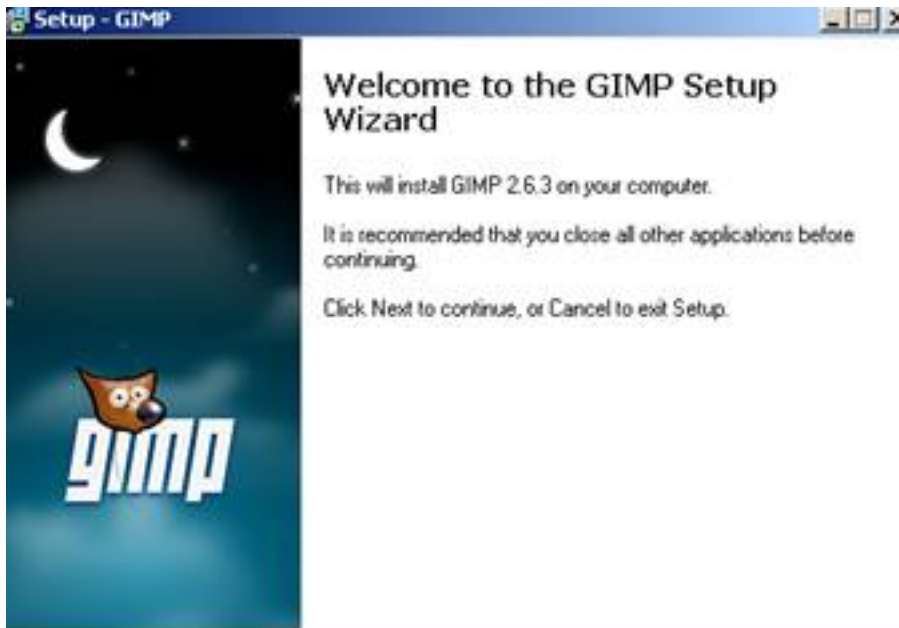 Setup - GIMP
Welcome to the GIMP Setup
Wizard
This will install GIMP 2.6.3 on your computer.
It is recommended that you close all other applications before
continuing.
Click Next to continue, or Cancel to exit Setup.
gimp